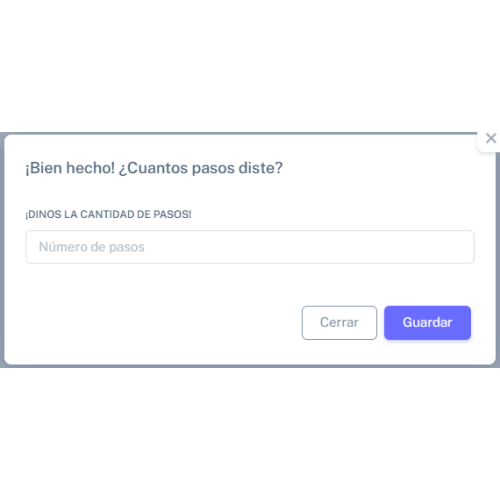 ¡Bien hecho! ¿Cuantos pasos diste?
¡DINOS LA CANTIDAD DE PASOS!
Número de pasos
Cerrar
Guardar